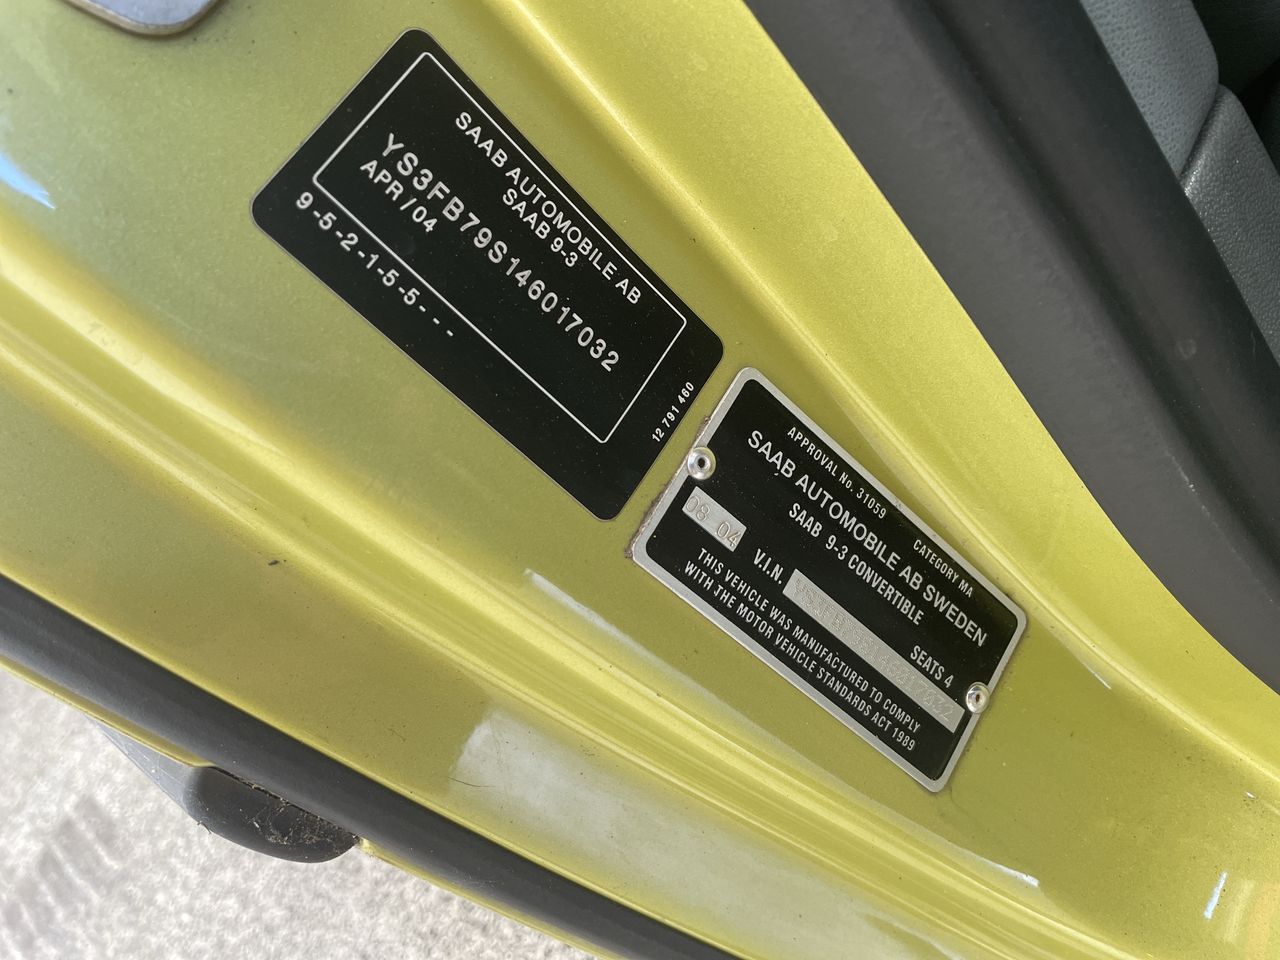 SAAB AUTOMOBILE AB
SAAB 9-3
YS3FB79S146017032
APR/04
9-5-2-1-5-5---
12 791 460
APPROVAL No. 31059 CATEGORY MA
SAAB AUTOMOBILE AB SWEDEN
SAAB 9-3 CONVERTIBLE
08 04 SEATS 4
V.I.N. YS3FB79S146017032
THIS VEHICLE WAS MANUFACTURED TO COMPLY
WITH THE MOTOR VEHICLE STANDARDS ACT 1989